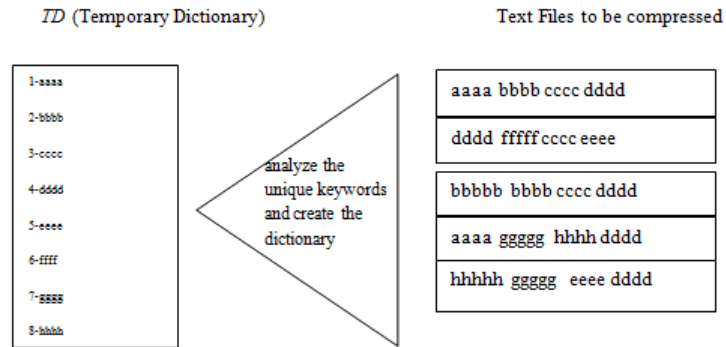 TD (Temporary Dictionary)
Text Files to be compressed
1-aaaa
2-bbbb
3-cccc
4-dddd
5-eeee
6-ffff
7-gggg
8-hhhh
analyze the
unique keywords
and create the
dictionary
aaaa bbbb cccc dddd
dddd fffff cccc eeee
bbbbb bbbb cccc dddd
aaaa ggggg hhhh dddd
hhhhh ggggg eeee dddd